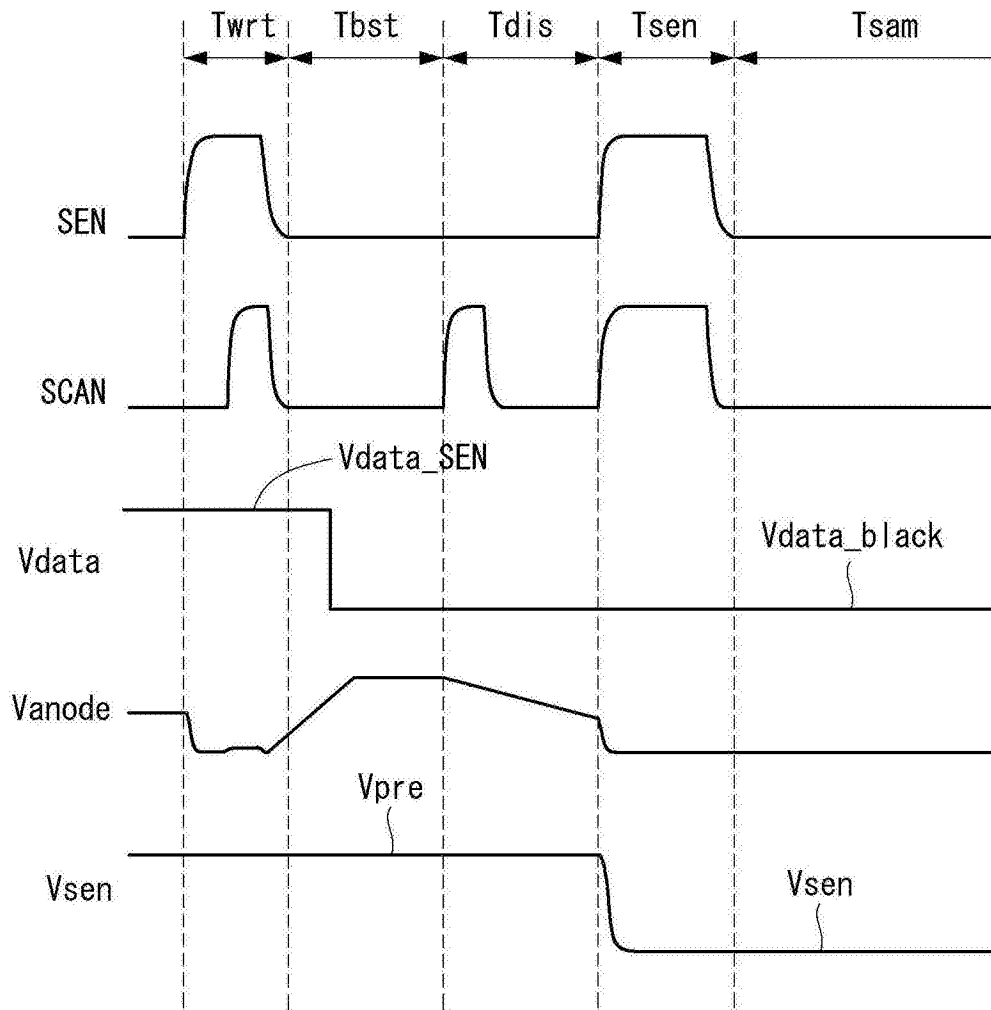 Twrt Tbst Tdis Tsen Tsam
SEN
SCAN
Vdata_SEN
Vdata_black
Vdata
Vanode
Vpre
Vsen
Vsen